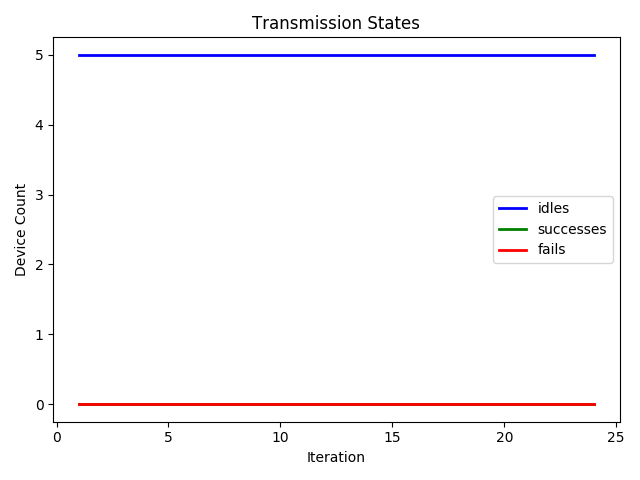 Transmission States
Device Count
5
4
3
2
1
0
idles
successes
fails
0 5 10 15 20 25
Iteration